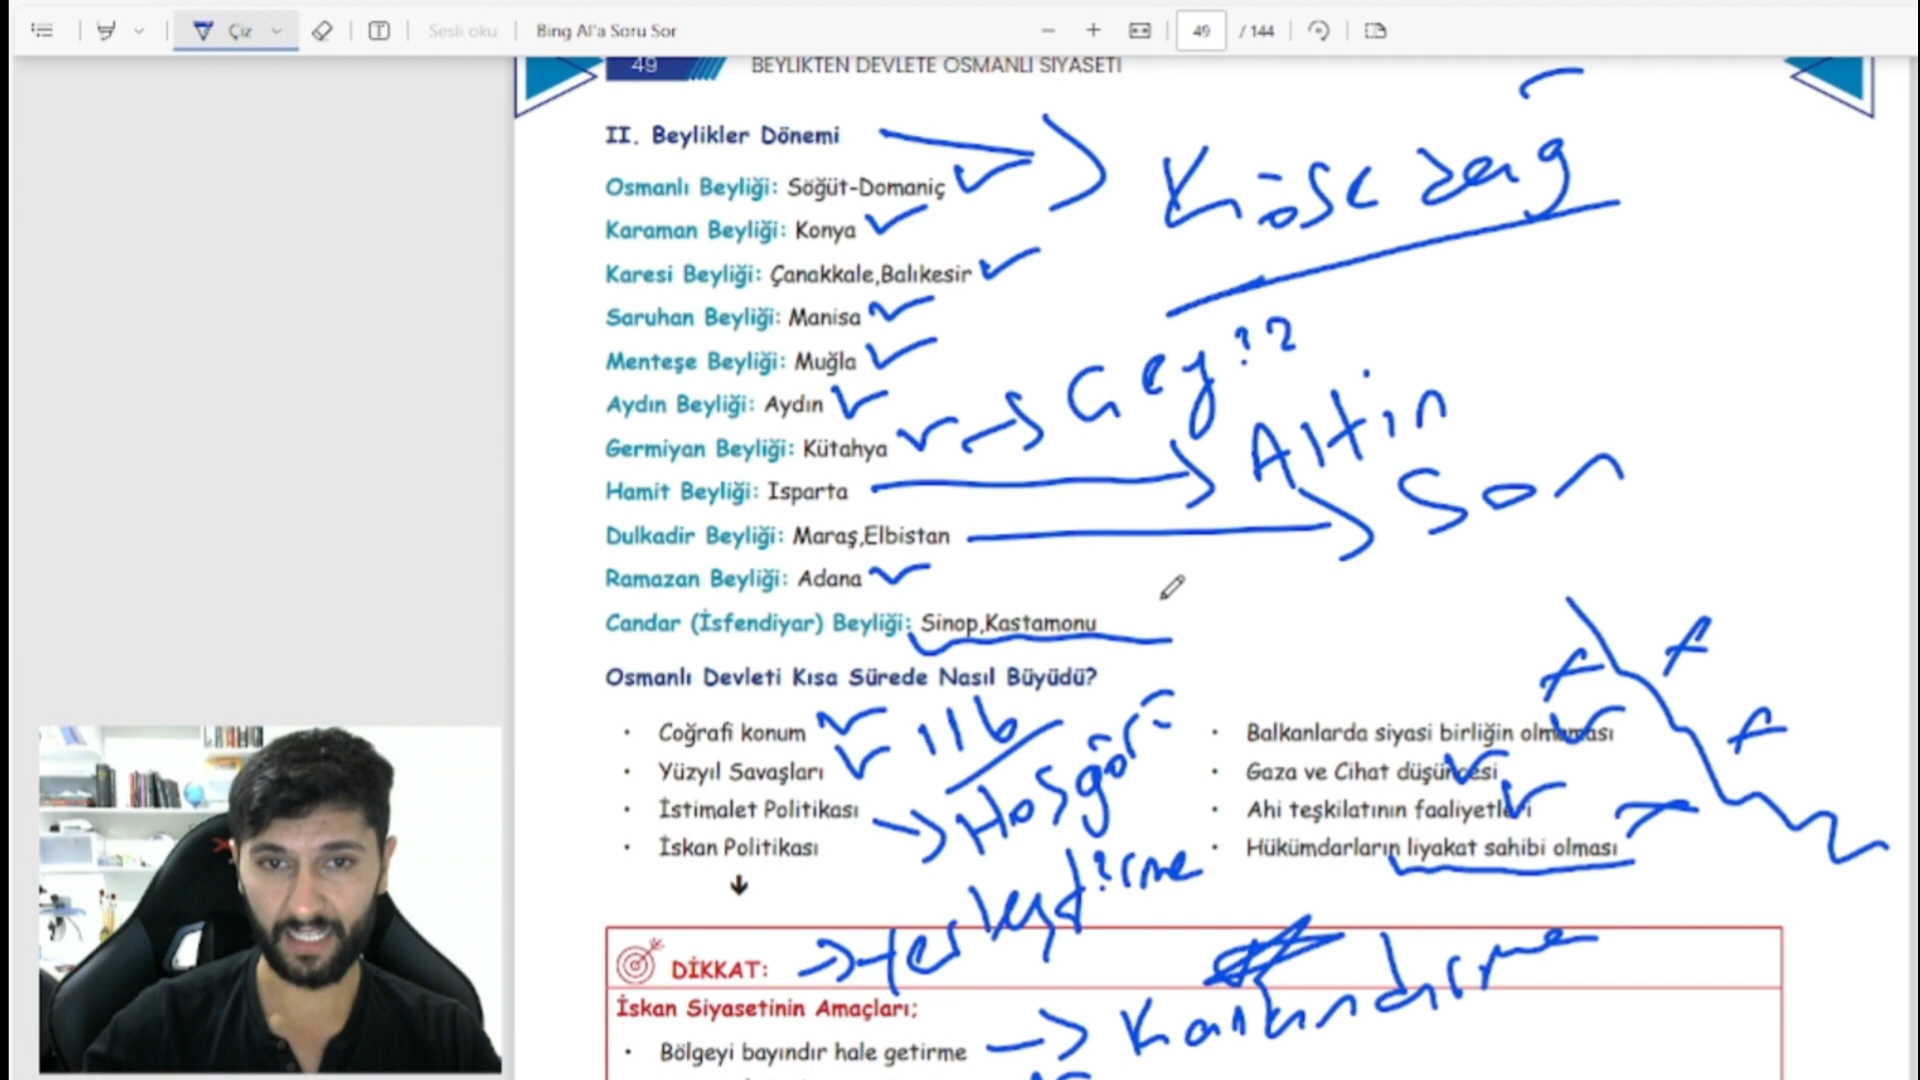 Çiz
Sesli oku
Bing AI'a Soru Sor
49 / 144
49 BEYLİKTEN DEVLETE OSMANLI SİYASETİ
II. Beylikler Dönemi
Kösedağ
Osmanlı Beyliği: Söğüt-Domaniç
Karaman Beyliği: Konya
Karesi Beyliği: Çanakkale,Balıkesir
Saruhan Beyliği: Manisa
Menteşe Beyliği: Muğla
Aydın Beyliği: Aydın
Germiyan Beyliği: Kütahya
Hamit Beyliği: Isparta
Altın
Dulkadir Beyliği: Maraş,Elbistan
Son
Ramazan Beyliği: Adana
Candar (İsfendiyar) Beyliği: Sinop,Kastamonu
Osmanlı Devleti Kısa Sürede Nasıl Büyüdü?
• Coğrafi konum
116
• Yüzyıl Savaşları
• İstimalet Politikası
Hoşgörü
• İskan Politikası
yerleştirme
• Balkanlarda siyasi birliğin olmaması
• Gaza ve Cihat düşüncesi
• Ahi teşkilatının faaliyetleri
• Hükümdarların liyakat sahibi olması
DİKKAT:
İskan Siyasetinin Amaçları;
• Bölgeyi bayındır hale getirme
Kalkındırma